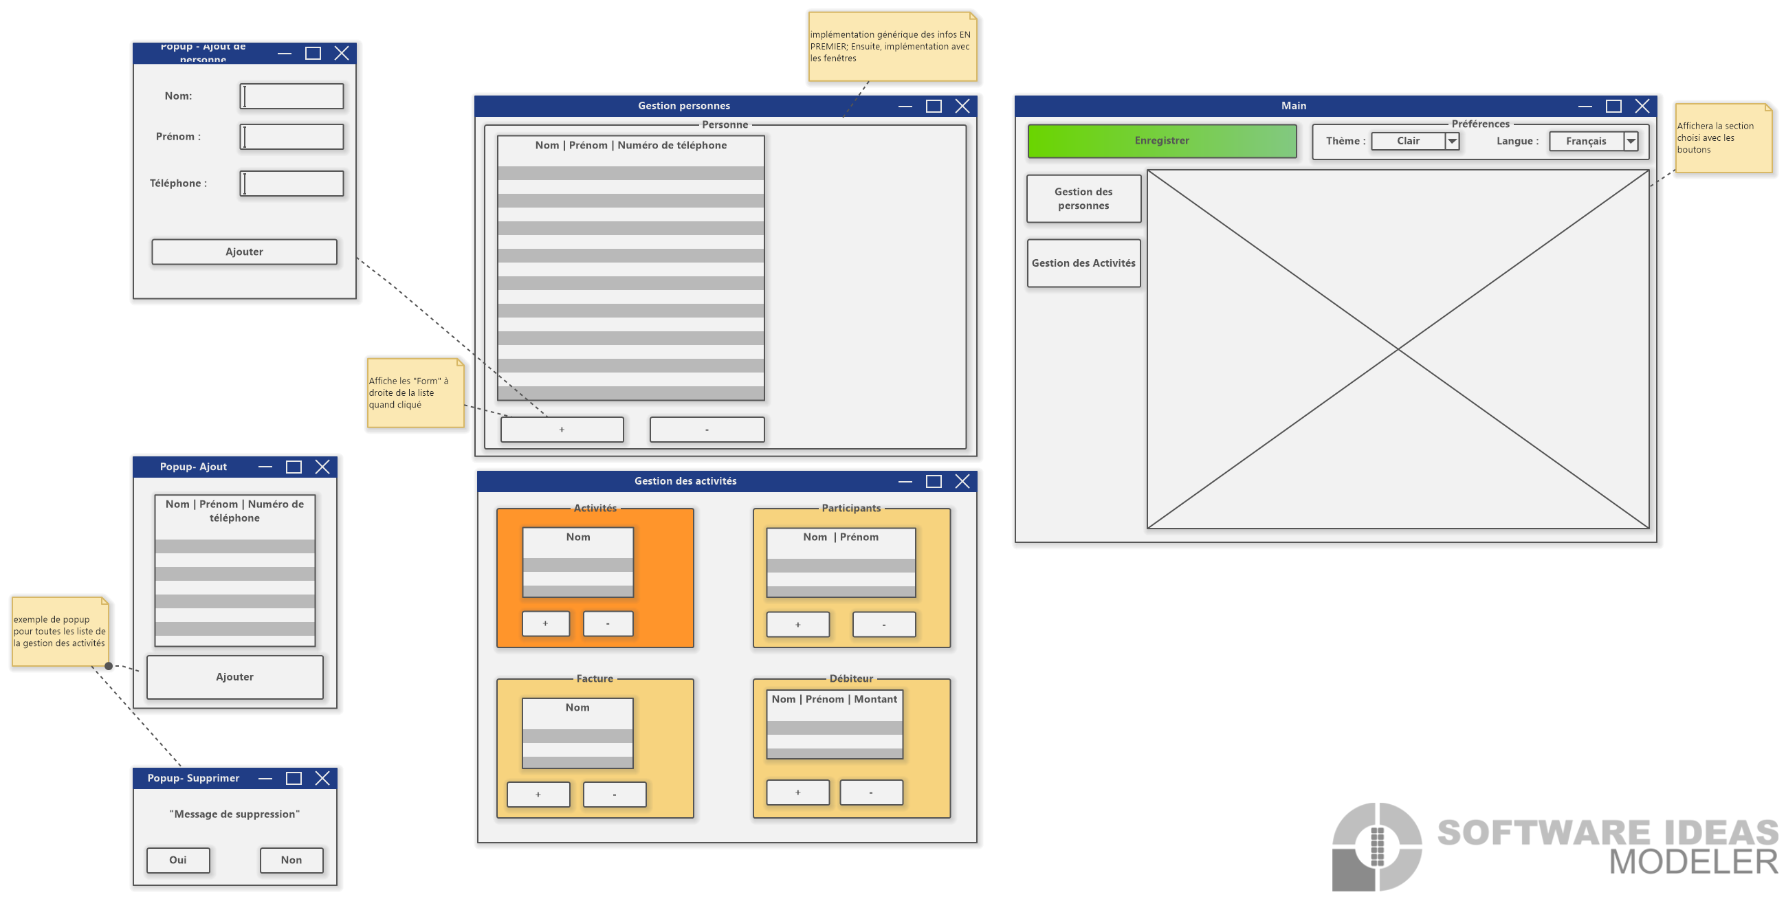 Popup - Ajout de
personne
Nom:
Prénom :
Téléphone :
Ajouter
implémentation générique des infos EN
PREMIER; Ensuite, implémentation avec
les fenêtres
Gestion personnes
Personne
Nom | Prénom | Numéro de téléphone
+
-
Affiche les "Form" à
droite de la liste
quand cliqué
Main
Enregistrer
Préférences
Thème :
Clair
Langue :
Français
Gestion des
personnes
Gestion des Activités
Affichera la section
choisi avec les
boutons
Popup- Ajout
Nom | Prénom | Numéro de
téléphone
Ajouter
exemple de popup
pour toutes les liste de
la gestion des activités
Popup- Supprimer
"Message de suppression"
Oui
Non
Gestion des activités
Activités
Nom
+
-
Participants
Nom | Prénom
+
-
Facture
Nom
+
-
Débiteur
Nom | Prénom | Montant
+
-
SOFTWARE IDEAS
MODELER